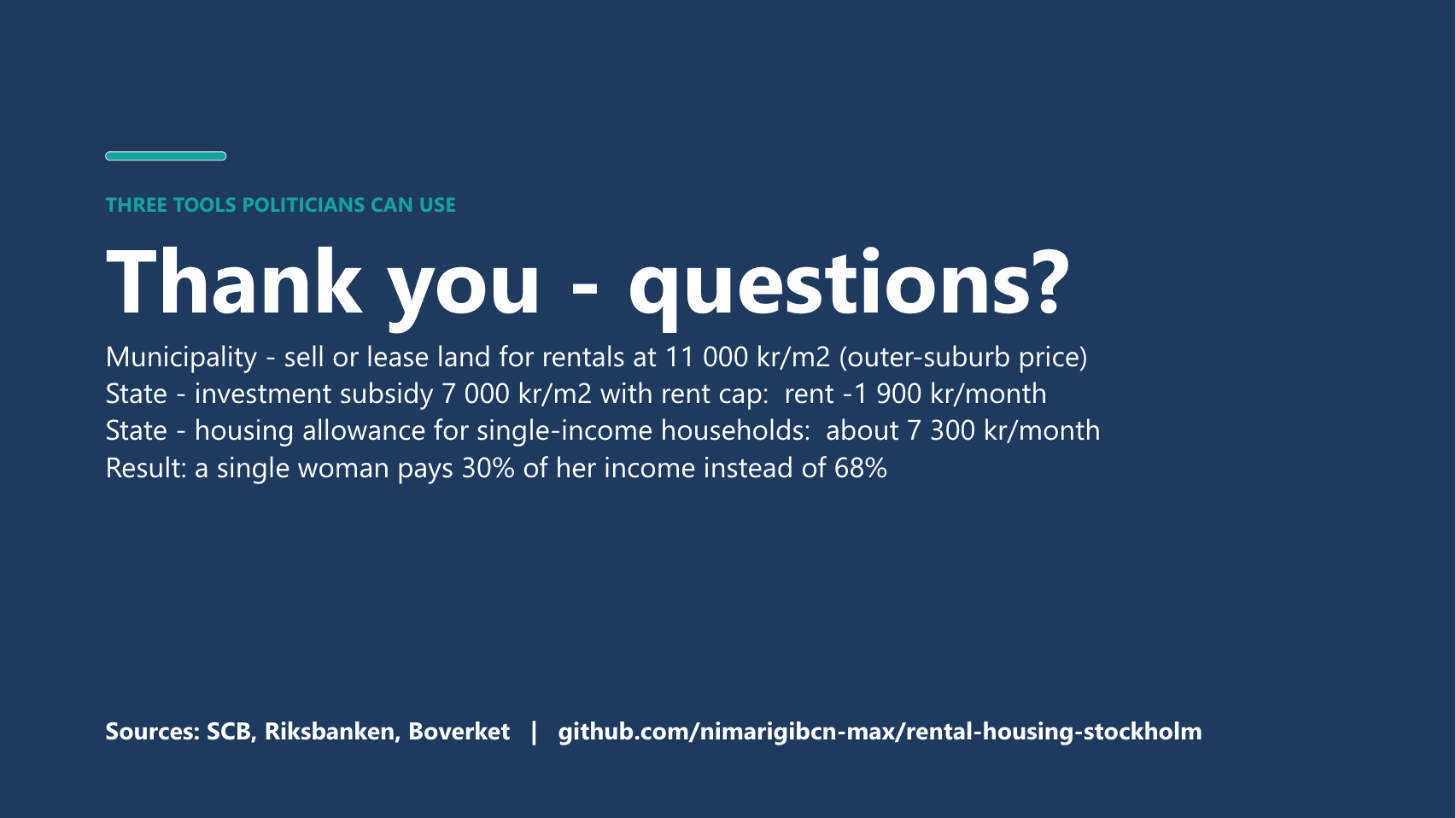 THREE TOOLS POLITICIANS CAN USE
Thank you - questions?
Municipality - sell or lease land for rentals at 11 000 kr/m2 (outer-suburb price)
State - investment subsidy 7 000 kr/m2 with rent cap:  rent -1 900 kr/month
State - housing allowance for single-income households:  about 7 300 kr/month
Result: a single woman pays 30% of her income instead of 68%
Sources: SCB, Riksbanken, Boverket  |  github.com/nimarigibcn-max/rental-housing-stockholm